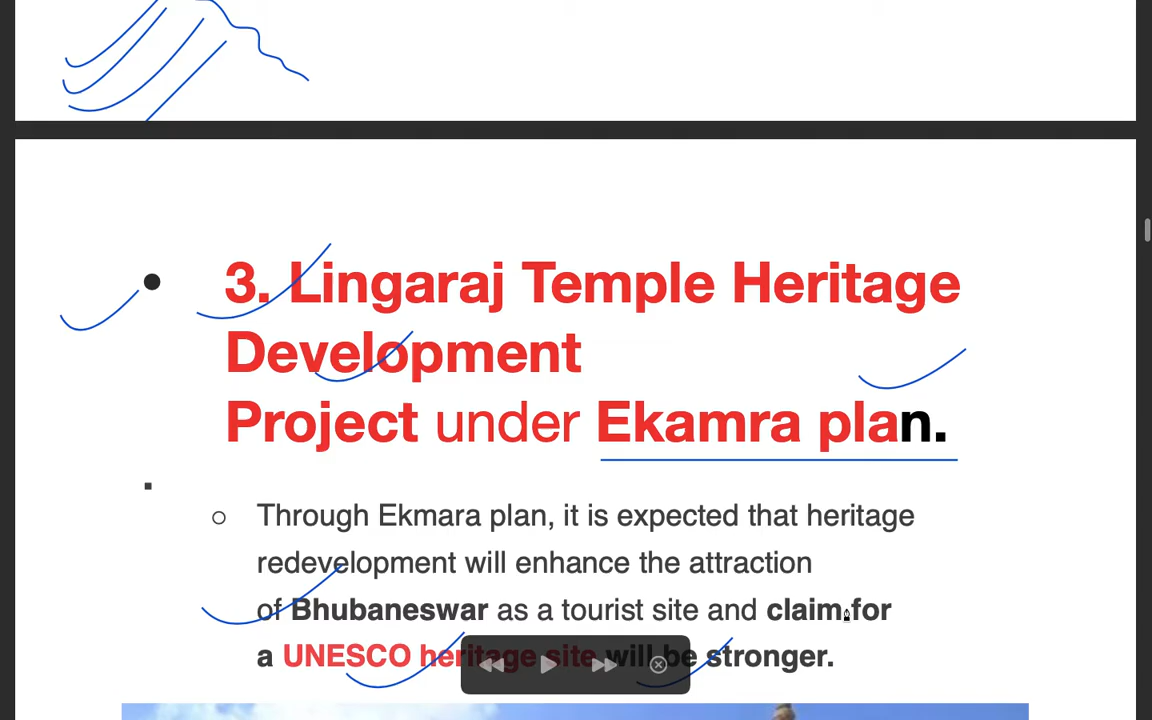 • 3. Lingaraj Temple Heritage
Development
Project under Ekamra plan.
▪
○ Through Ekmara plan, it is expected that heritage
redevelopment will enhance the attraction
of Bhubaneswar as a tourist site and claim for
a UNESCO heritage site will be stronger.